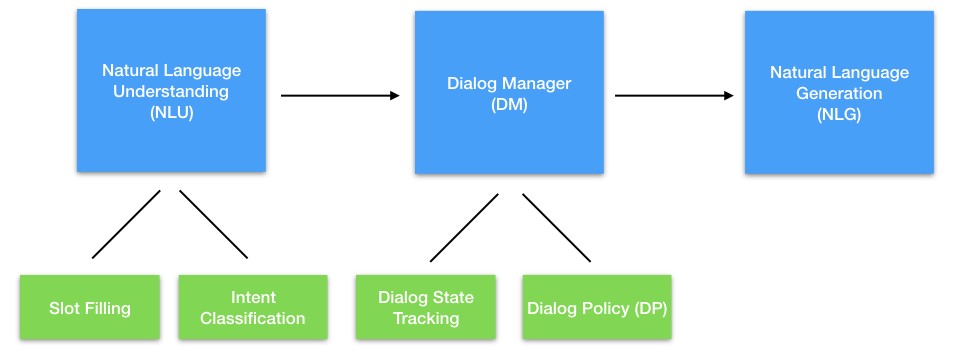 Natural Language
Understanding
(NLU)
Dialog Manager
(DM)
Natural Language
Generation
(NLG)
Slot Filling
Intent
Classification
Dialog State
Tracking
Dialog Policy (DP)